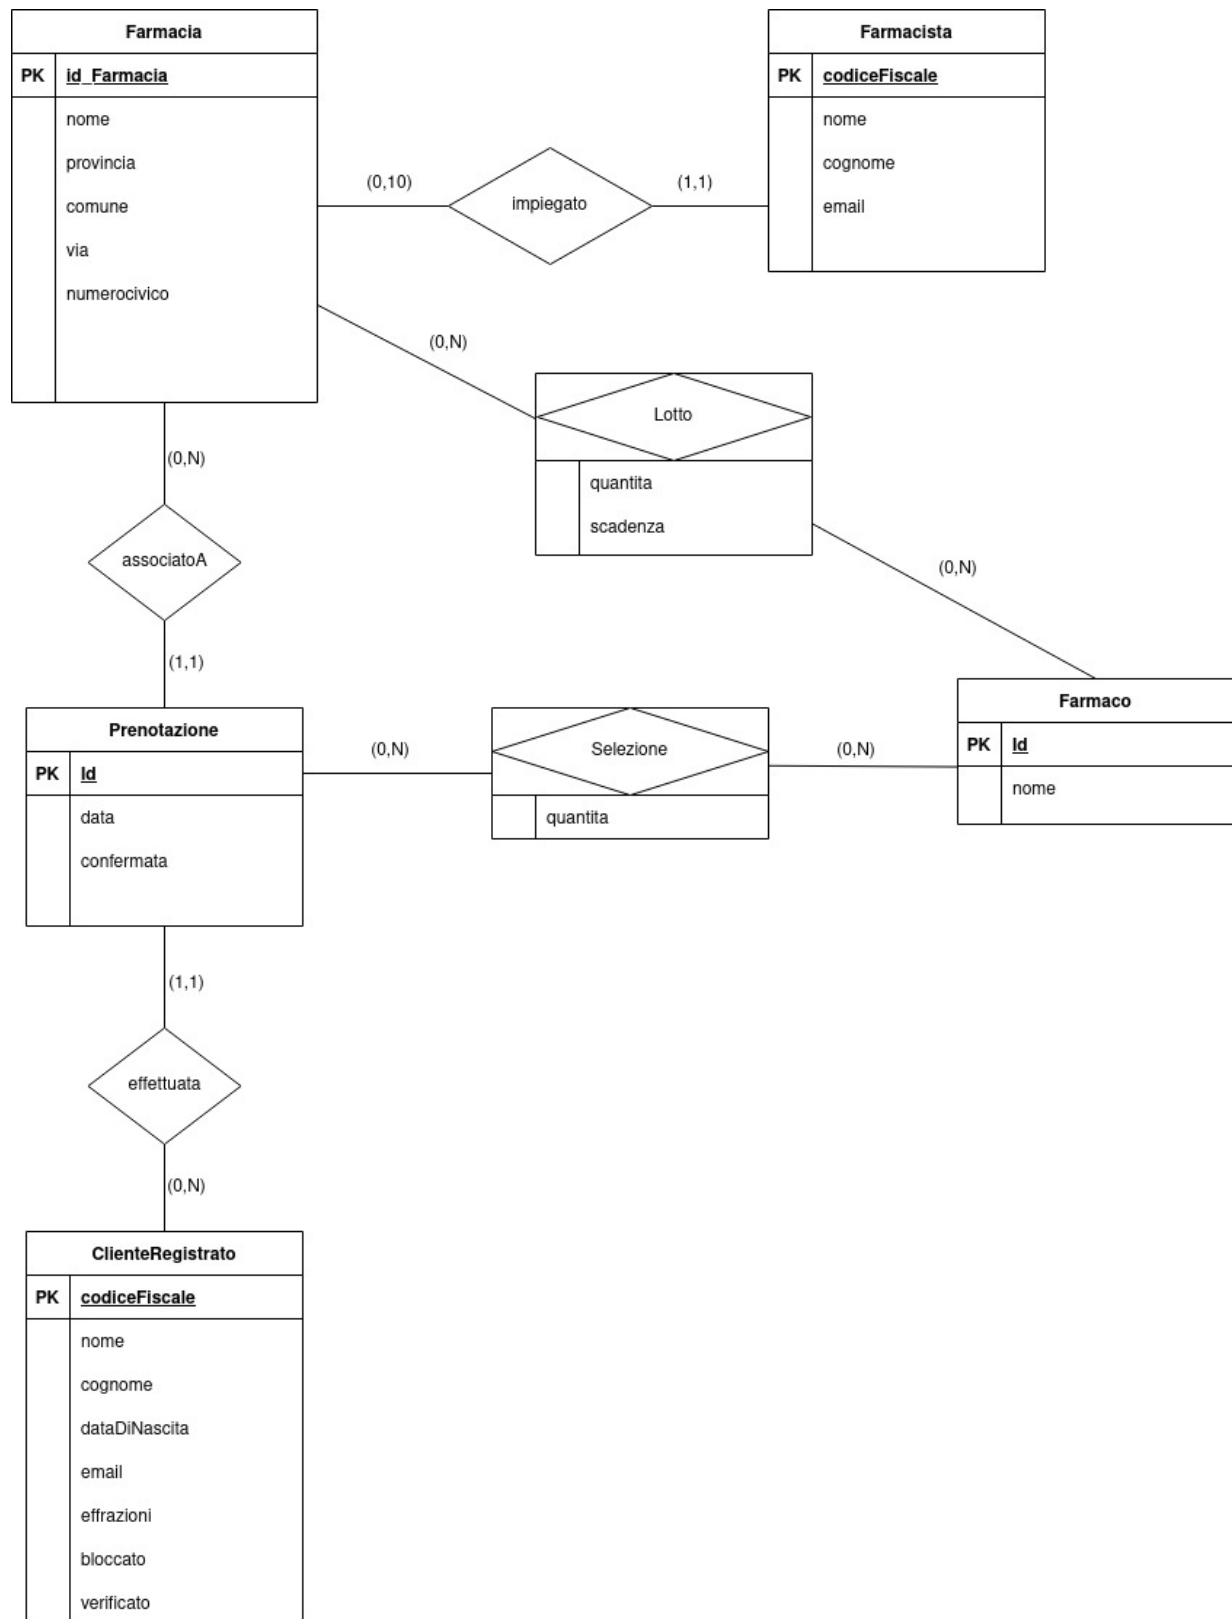 Farmacia
PK id_Farmacia
nome
provincia
comune
via
numerocivico
(0,10)
impiegato
(1,1)
Farmacista
PK codiceFiscale
nome
cognome
email
(0,N)
Lotto
quantita
scadenza
(0,N)
(0,N)
associatoA
(1,1)
Prenotazione
PK Id
data
confermata
(0,N)
Selezione
quantita
(0,N)
Farmaco
PK Id
nome
(1,1)
effettuata
(0,N)
ClienteRegistrato
PK codiceFiscale
nome
cognome
dataDiNascita
email
effrazioni
bloccato
verificato